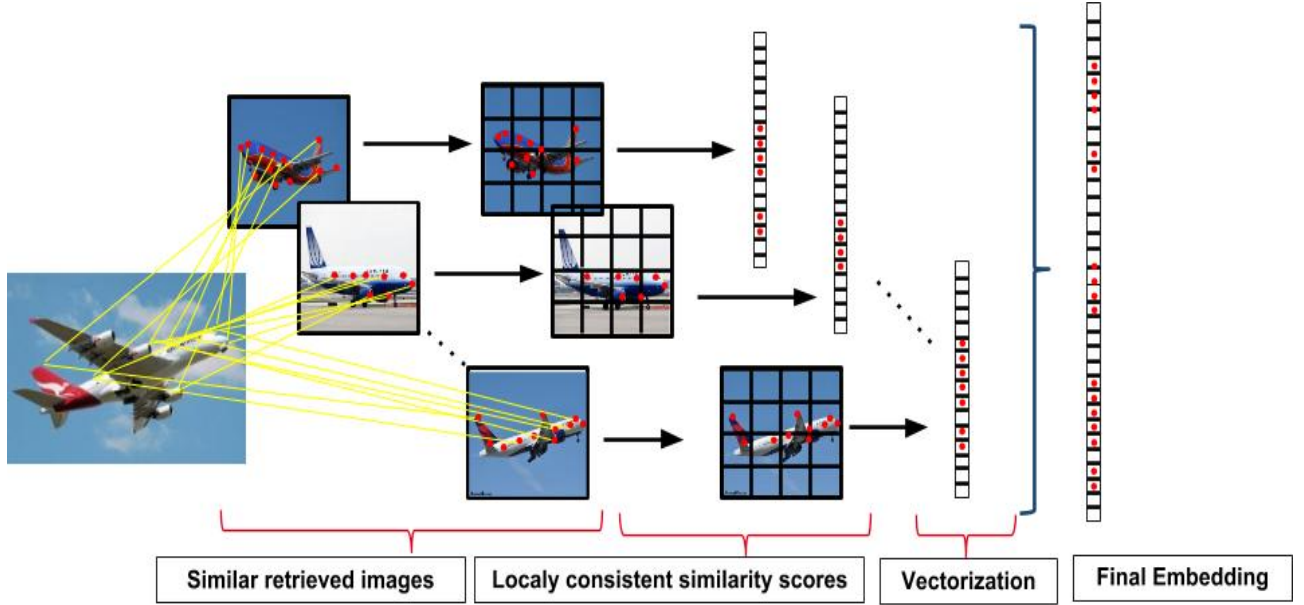 Similar retrieved images
Localy consistent similarity scores
Vectorization
Final Embedding